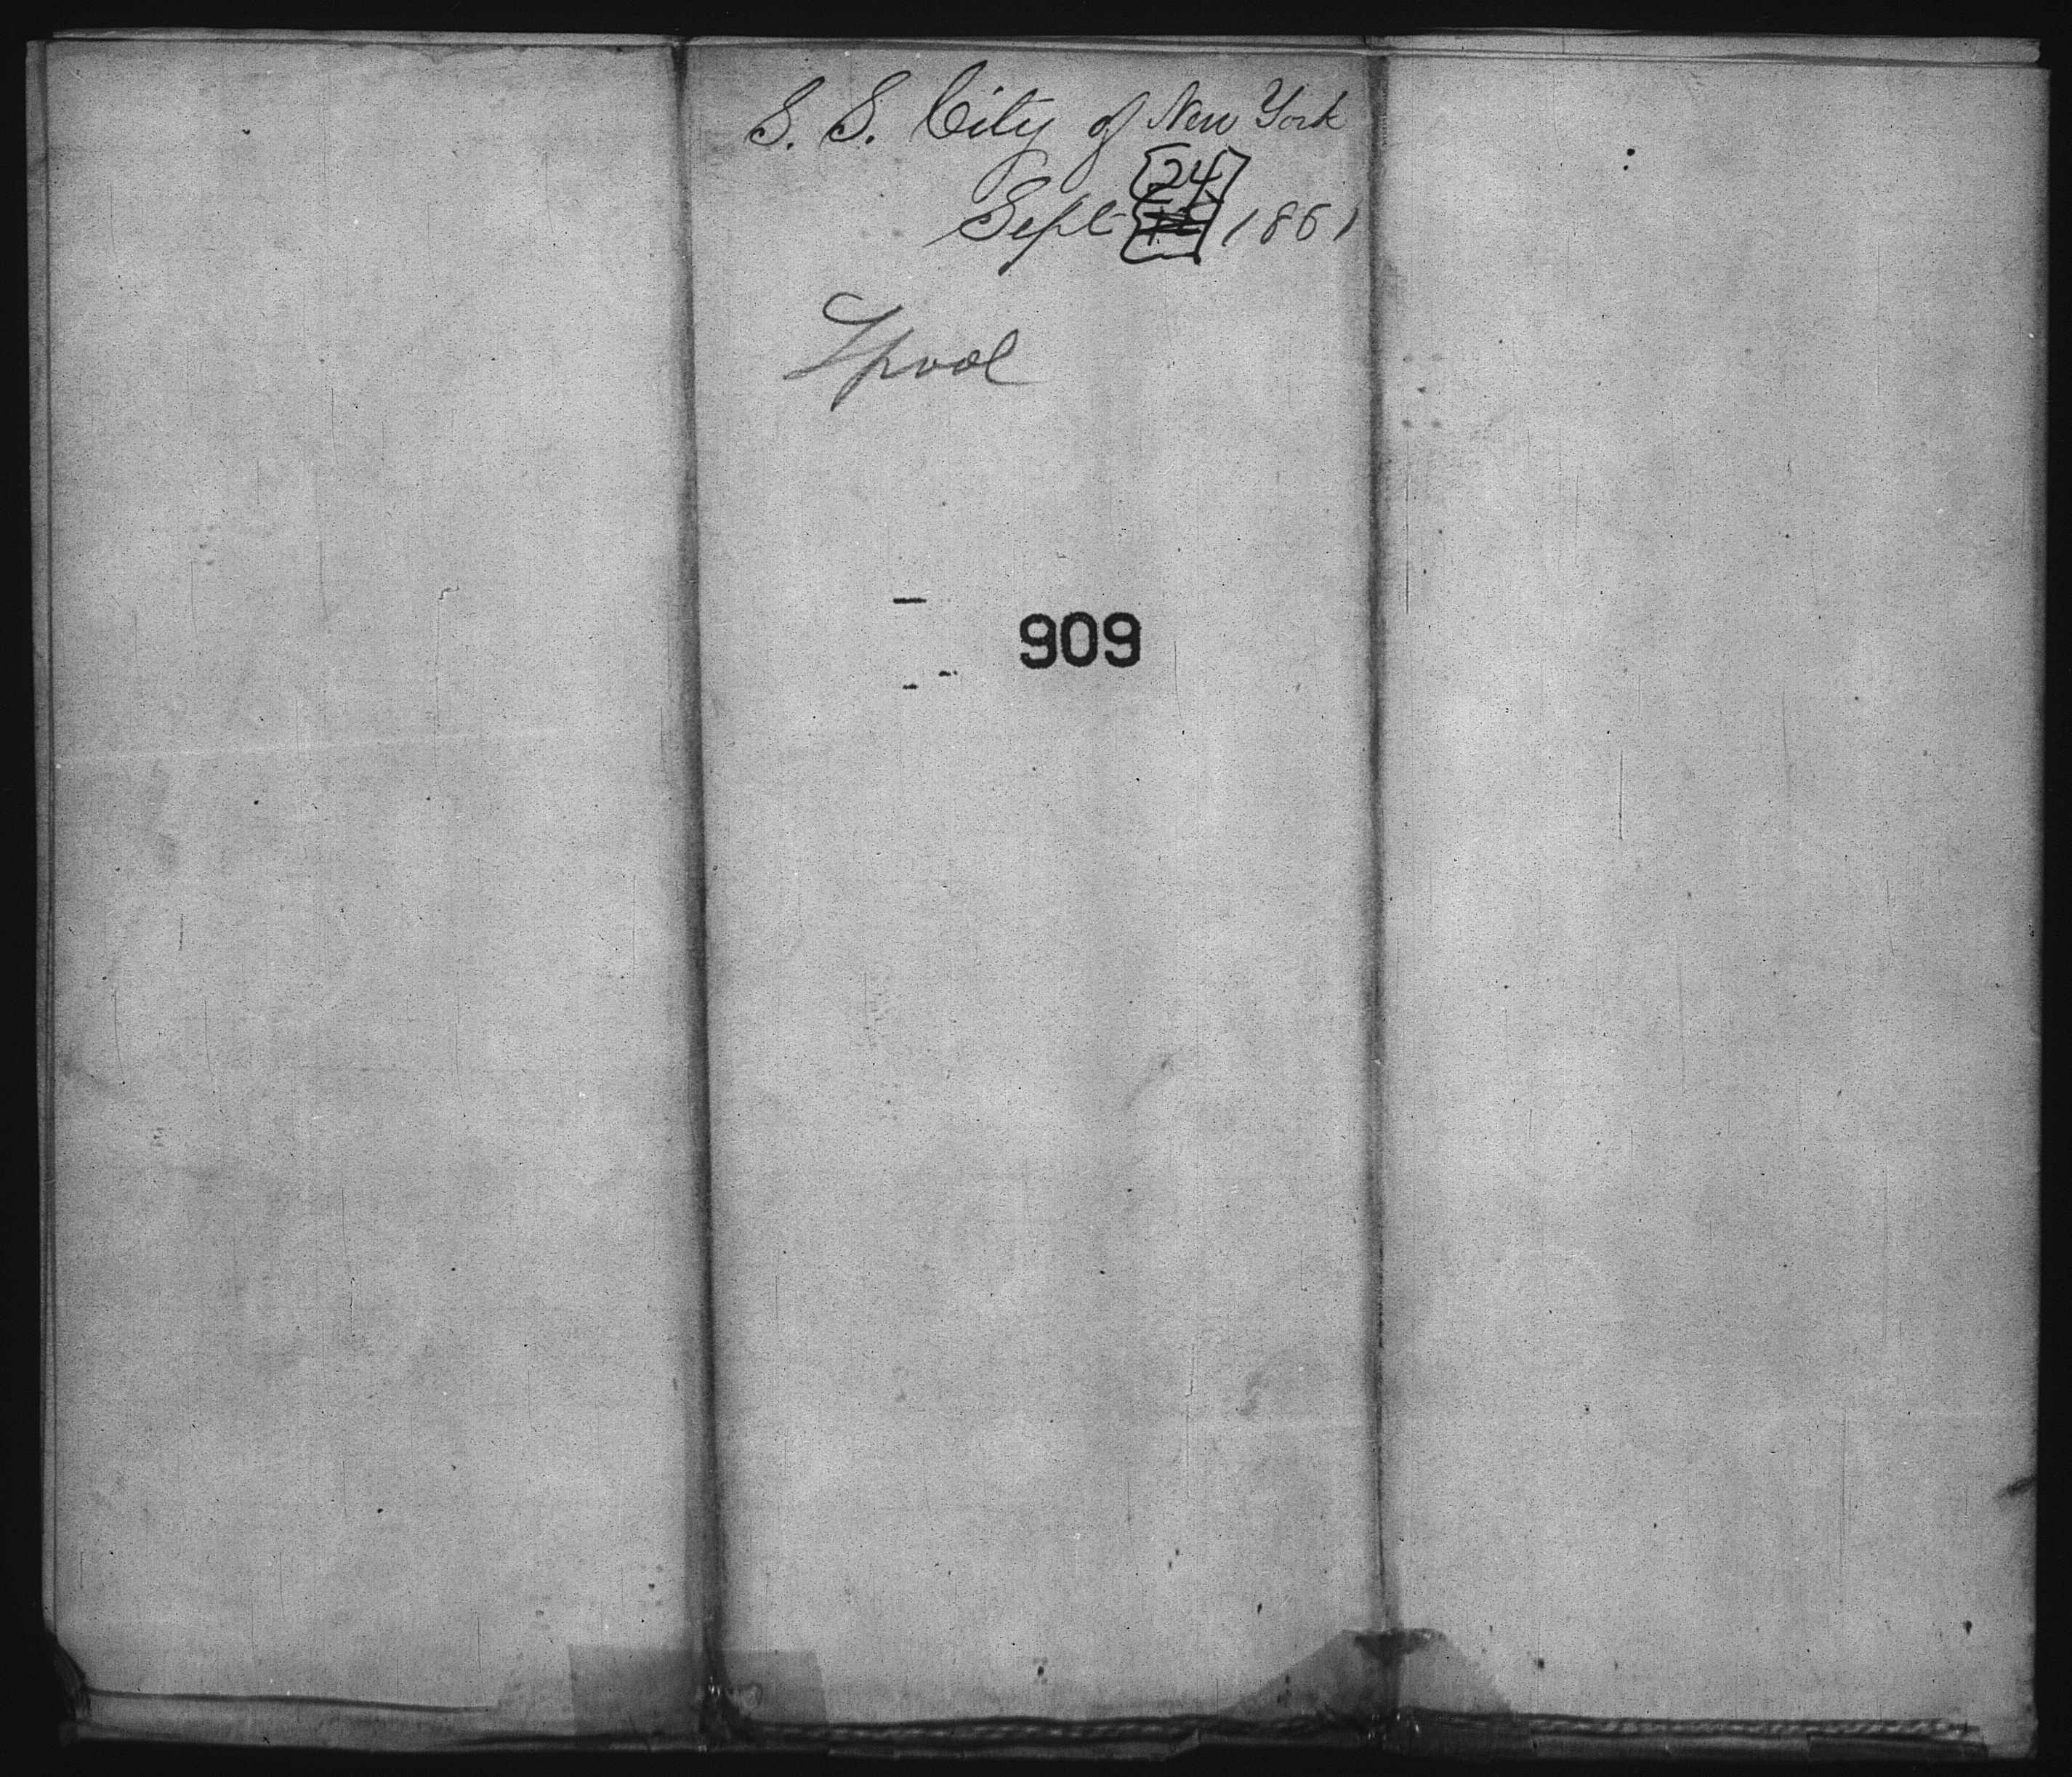 S. S. City of New York
[24]
Sept 1861
Lpool
909